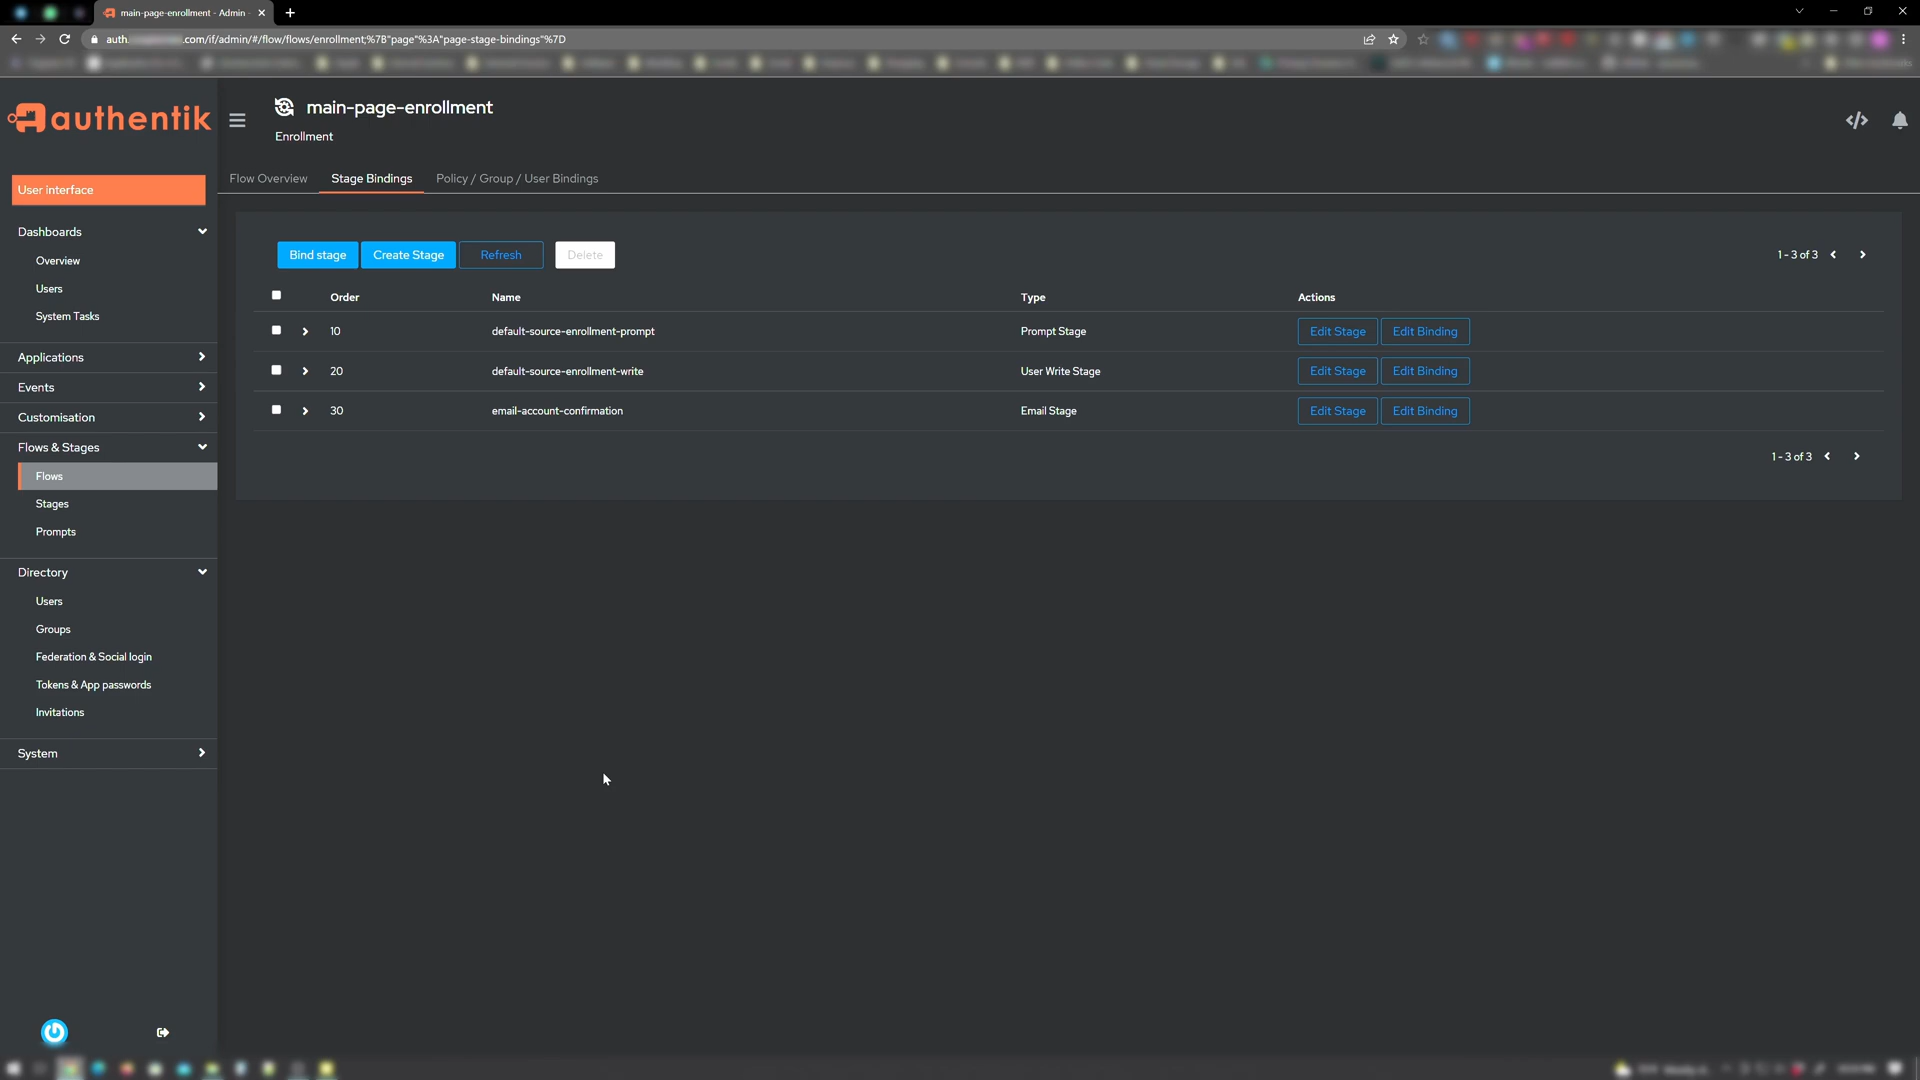 main-page-enrollment - Admin -
auth. .com/if/admin/#/flow/flows/enrollment;%7B"page"%3A"page-stage-bindings"%7D
authentik
main-page-enrollment
Enrollment
User interface
Flow Overview
Stage Bindings
Policy / Group / User Bindings
Dashboards
Overview
Users
System Tasks
Applications
Events
Customisation
Flows & Stages
Flows
Stages
Prompts
Directory
Users
Groups
Federation & Social login
Tokens & App passwords
Invitations
System
Bind stage
Create Stage
Refresh
Delete
1 - 3 of 3
Order Name Type Actions
10 default-source-enrollment-prompt Prompt Stage Edit Stage Edit Binding
20 default-source-enrollment-write User Write Stage Edit Stage Edit Binding
30 email-account-confirmation Email Stage Edit Stage Edit Binding
1 - 3 of 3